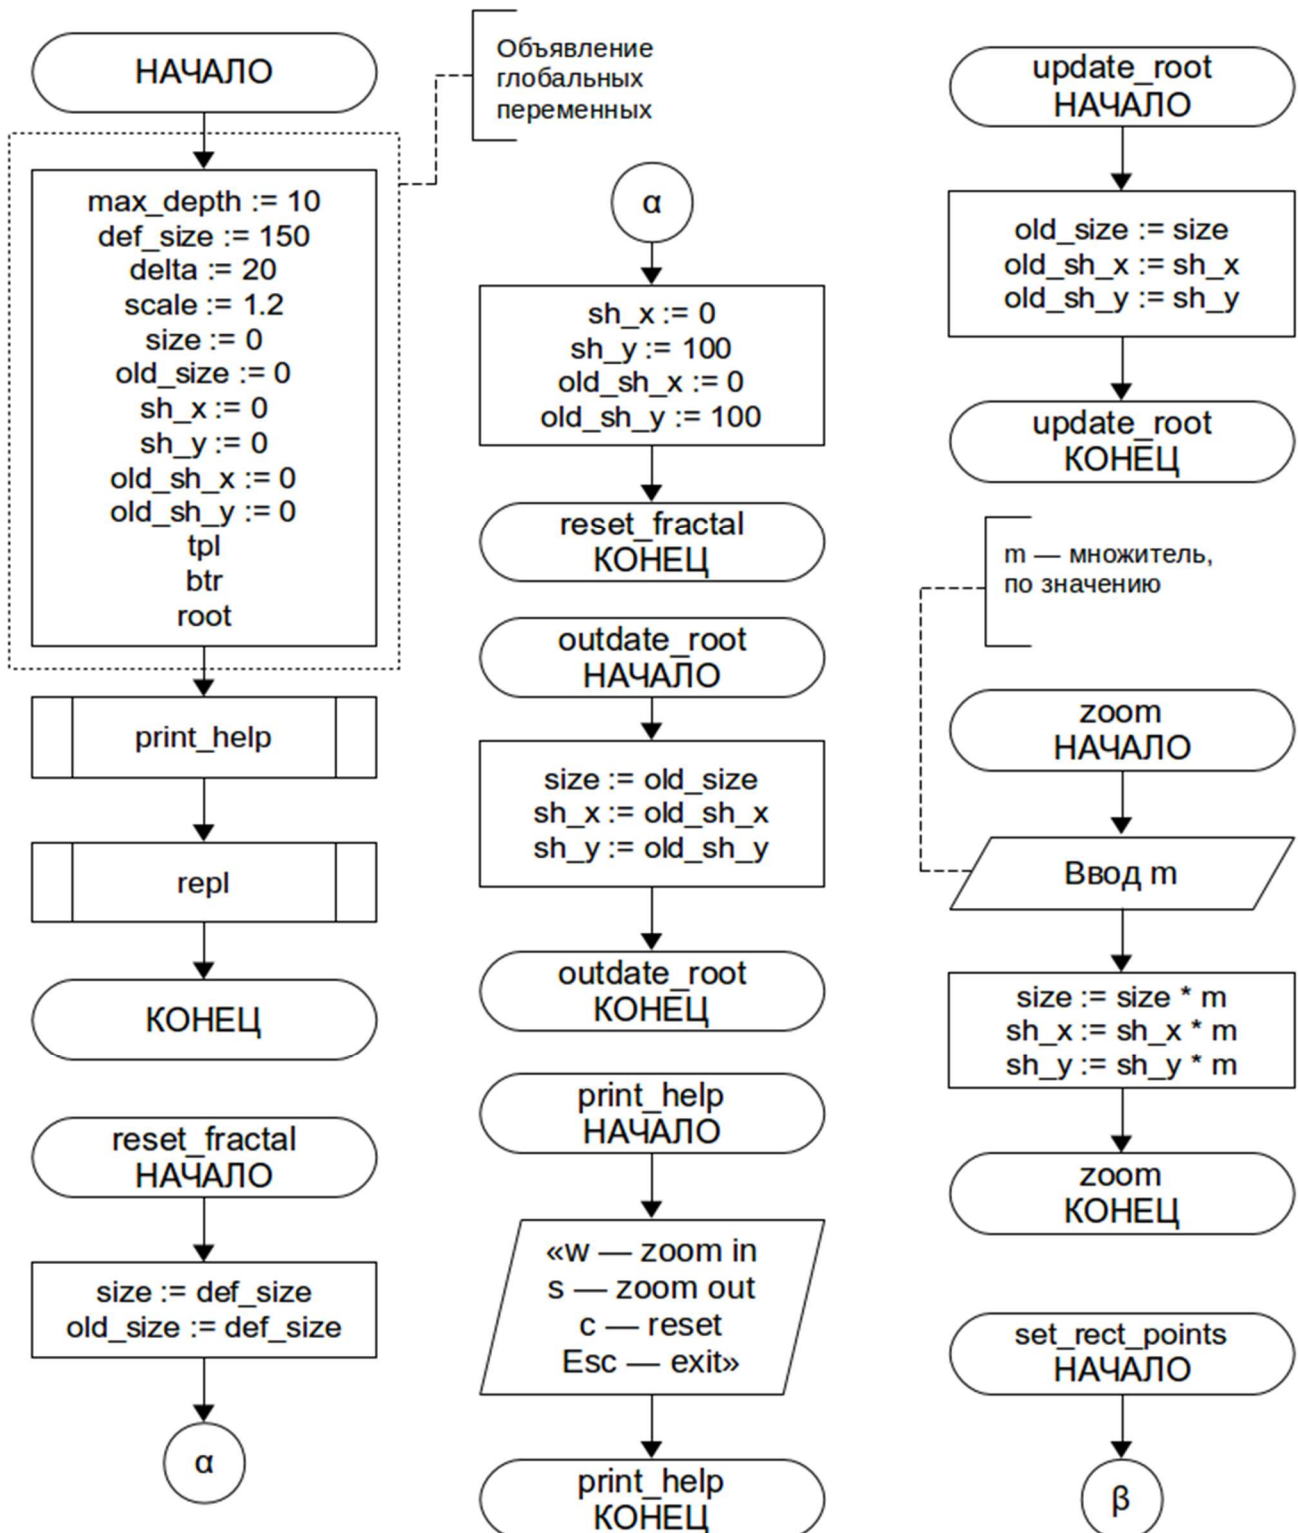 НАЧАЛО
max_depth := 10
def_size := 150
delta := 20
scale := 1.2
size := 0
old_size := 0
sh_x := 0
sh_y := 0
old_sh_x := 0
old_sh_y := 0
tpl
btr
root
print_help
repl
КОНЕЦ
reset_fractal
НАЧАЛО
size := def_size
old_size := def_size
α
Объявление
глобальных
переменных
α
sh_x := 0
sh_y := 100
old_sh_x := 0
old_sh_y := 100
reset_fractal
КОНЕЦ
outdate_root
НАЧАЛО
size := old_size
sh_x := old_sh_x
sh_y := old_sh_y
outdate_root
КОНЕЦ
print_help
НАЧАЛО
«w — zoom in
s — zoom out
c — reset
Esc — exit»
print_help
КОНЕЦ
update_root
НАЧАЛО
old_size := size
old_sh_x := sh_x
old_sh_y := sh_y
update_root
КОНЕЦ
m — множитель,
по значению
zoom
НАЧАЛО
Ввод m
size := size * m
sh_x := sh_x * m
sh_y := sh_y * m
zoom
КОНЕЦ
set_rect_points
НАЧАЛО
β